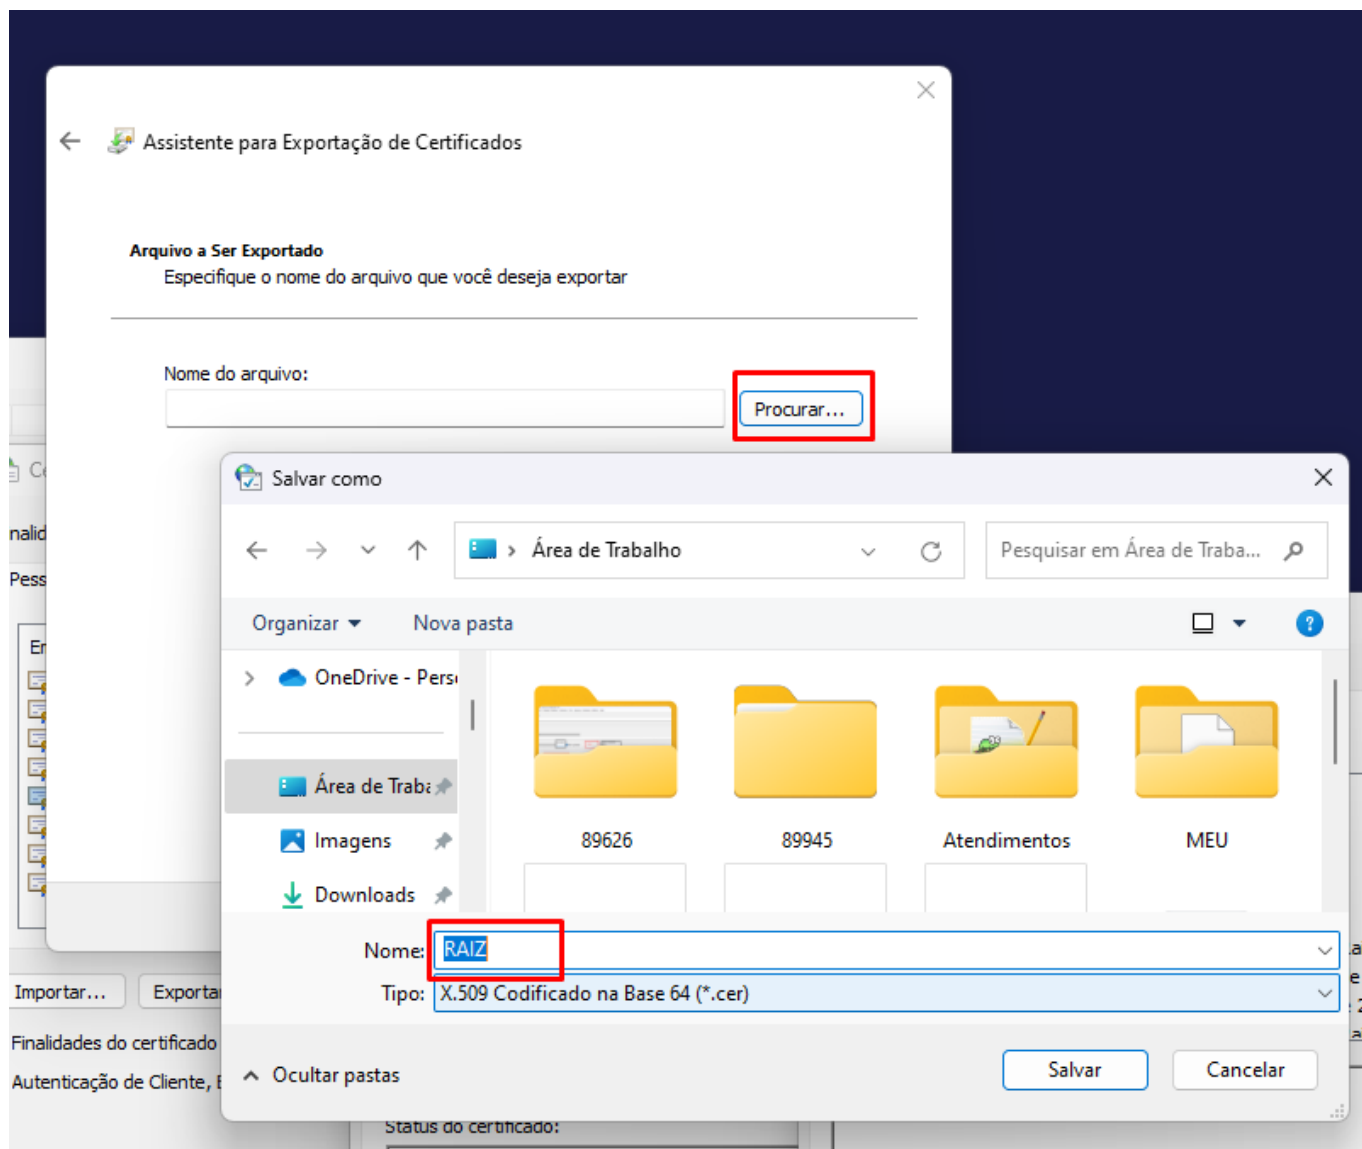 Assistente para Exportação de Certificados
Arquivo a Ser Exportado
Especifique o nome do arquivo que você deseja exportar
Nome do arquivo:
Procurar...
Salvar como
Área de Trabalho
Pesquisar em Área de Traba...
Organizar
Nova pasta
OneDrive - Pers
Área de Traba
Imagens
Downloads
89626
89945
Atendimentos
MEU
Nome:
RAIZ
Tipo:
X.509 Codificado na Base 64 (*.cer)
Importar...
Exportar
Finalidades do certificado
Autenticação de Cliente,
Ocultar pastas
Salvar
Cancelar
Status do certificado: